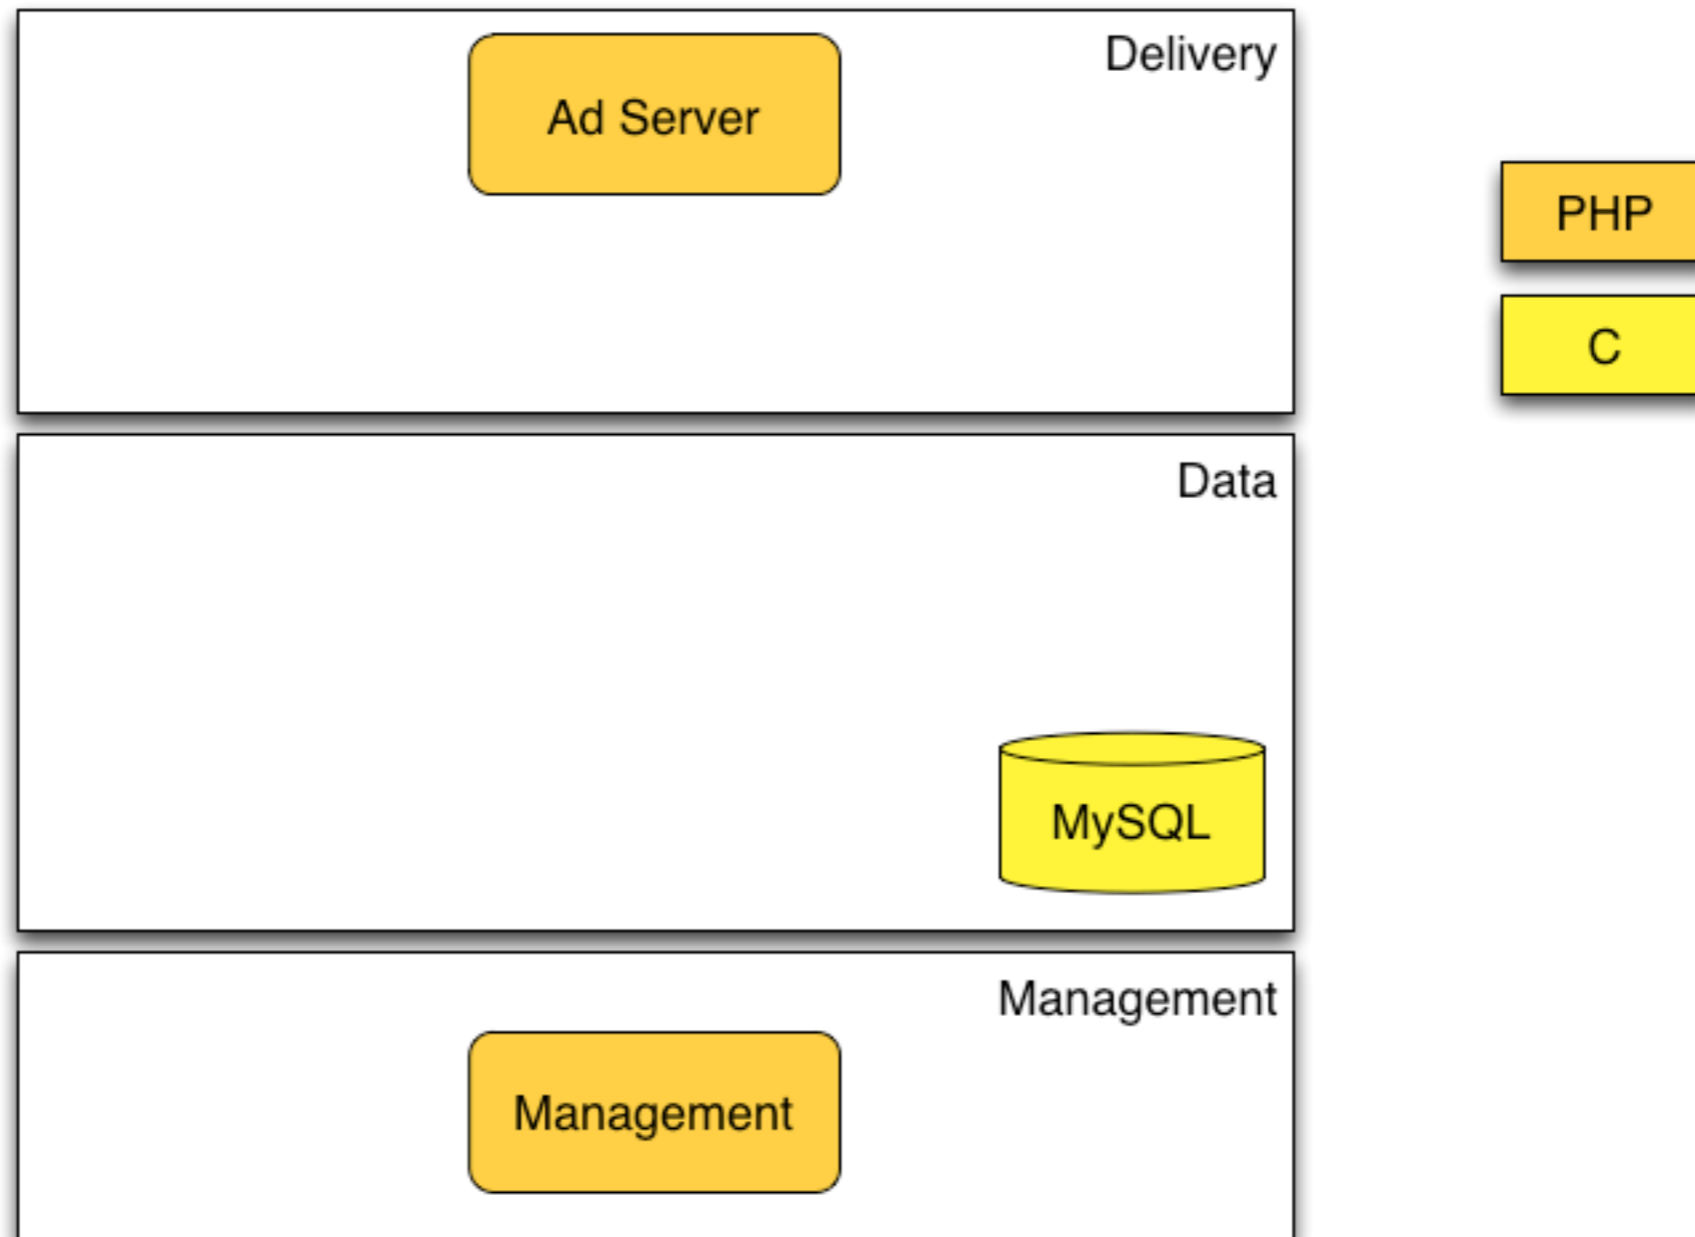 Delivery
Ad Server
PHP
C
Data
MySQL
Management
Management